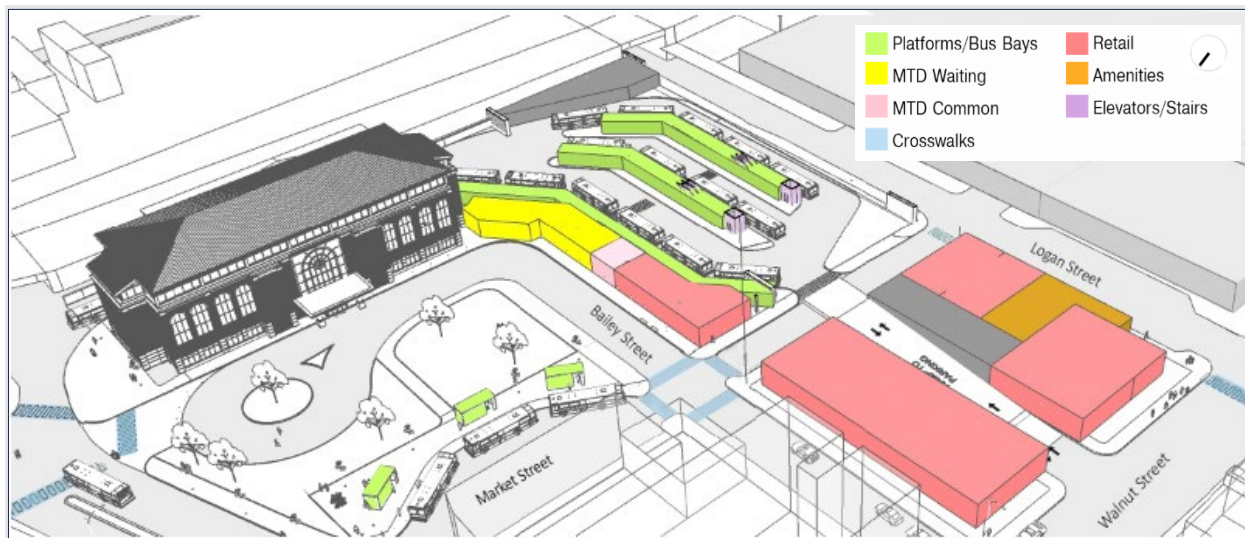 Platforms/Bus Bays
MTD Waiting
MTD Common
Crosswalks
Retail
Amenities
Elevators/Stairs
Logan Street
Bailey Street
PARKING
Market Street
Walnut Street